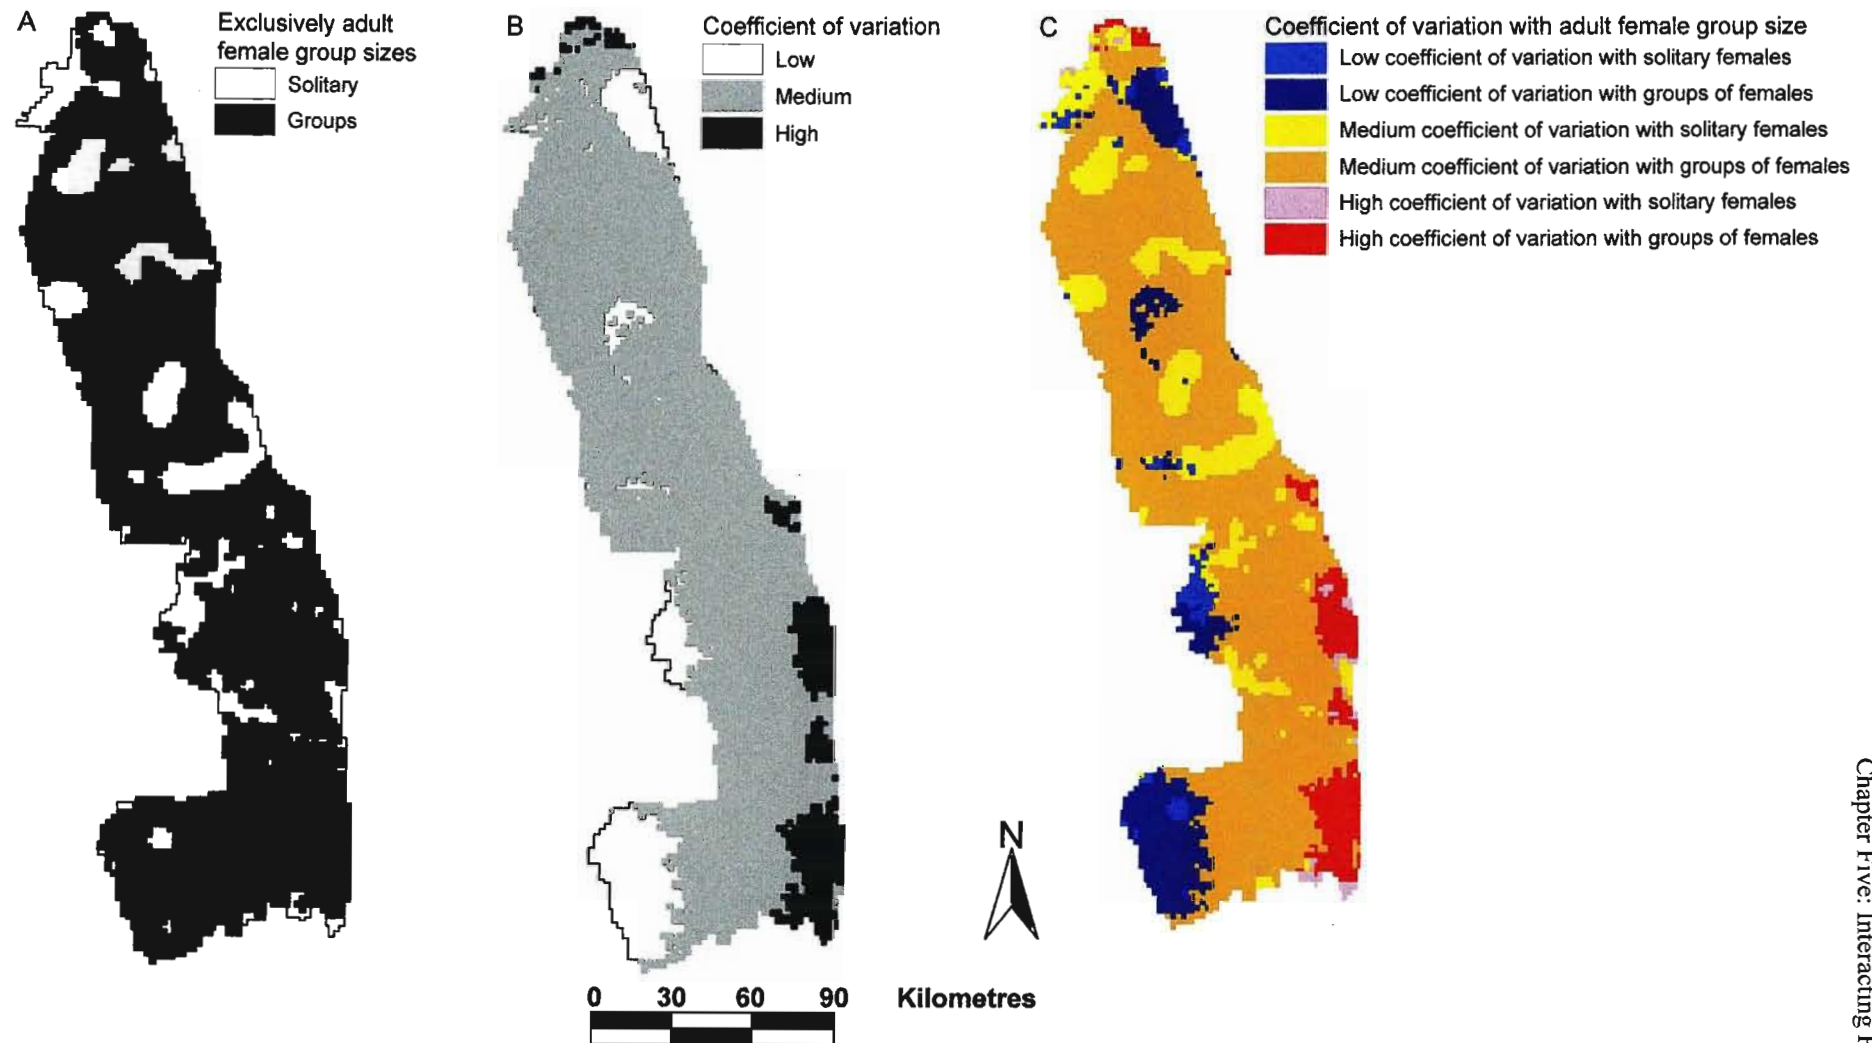 A
Exclusively adult
female group sizes
Solitary
Groups
B
Coefficient of variation
Low
Medium
High
C
Coefficient of variation with adult female group size
Low coefficient of variation with solitary females
Low coefficient of variation with groups of females
Medium coefficient of variation with solitary females
Medium coefficient of variation with groups of females
High coefficient of variation with solitary females
High coefficient of variation with groups of females
N
0 30 60 90 Kilometres
Chapter Five: Interacting